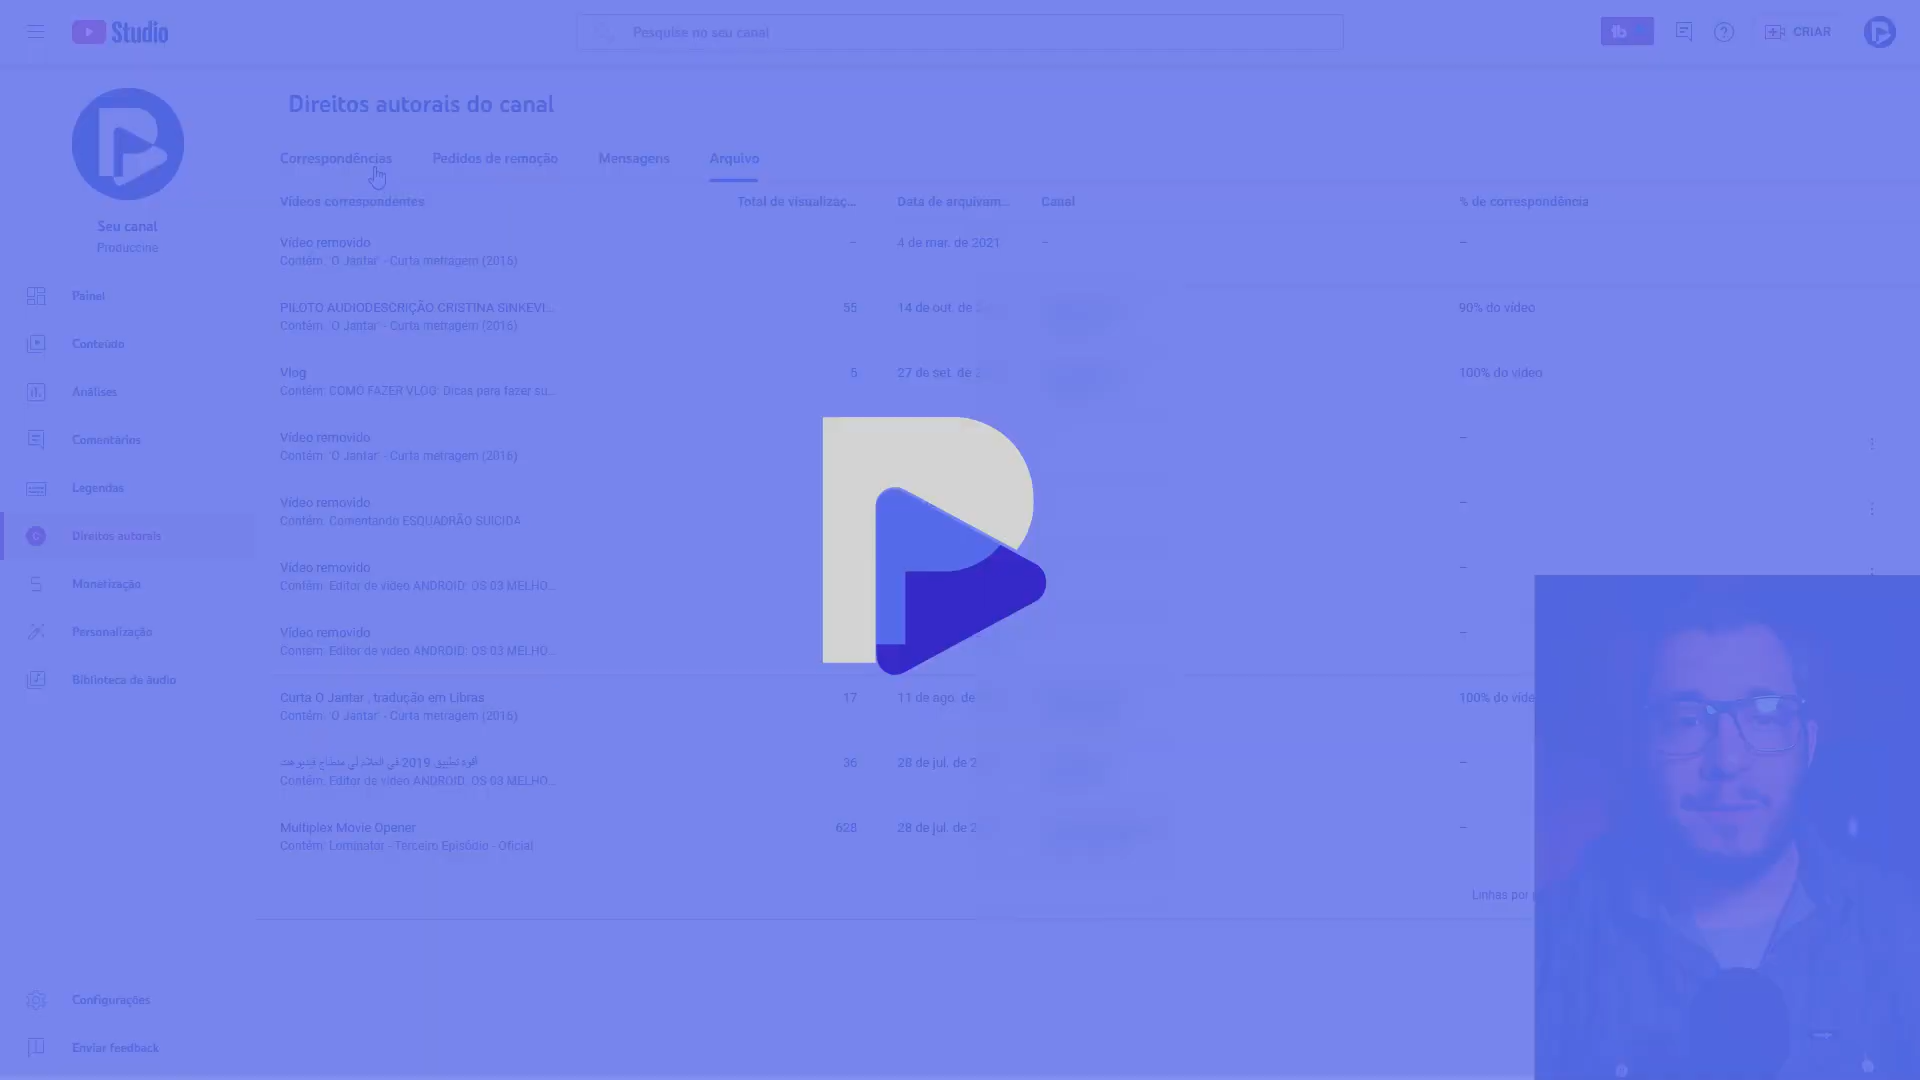 Studio
Pesquise no seu canal
CRIAR
Seu canal
Produccine
Painel
Conteúdo
Análises
Comentários
Legendas
Direitos autorais
Monetização
Personalização
Biblioteca de áudio
Configurações
Enviar feedback
Direitos autorais do canal
Correspondências Pedidos de remoção Mensagens Arquivo
Vídeos correspondentes Total de visualizaç... Data de arquivam... Canal % de correspondência
Vídeo removido – 4 de mar. de 2021 – –
Contém: 'O Jantar' - Curta metragem (2016)
PILOTO AUDIODESCRIÇÃO CRISTINA SINKEVI... 55 14 de out. de 90% do vídeo
Contém: 'O Jantar' - Curta metragem (2016)
Vlog 5 27 de set. de 100% do vídeo
Contém: COMO FAZER VLOG: Dicas para fazer su...
Vídeo removido –
Contém: 'O Jantar' - Curta metragem (2016)
Vídeo removido –
Contém: Comentando ESQUADRÃO SUICIDA
Vídeo removido –
Contém: Editor de vídeo ANDROID: OS 03 MELHO...
Vídeo removido –
Contém: Editor de vídeo ANDROID: OS 03 MELHO...
Curta O Jantar , tradução em Libras 17 11 de ago. de 100% do víde
Contém: 'O Jantar' - Curta metragem (2016)
2019 36 28 de jul. de 2 –
Contém: Editor de vídeo ANDROID: OS 03 MELHO...
Multiplex Movie Opener 628 28 de jul. de 2 –
Contém: Lominator - Terceiro Episódio - Oficial
Linhas por